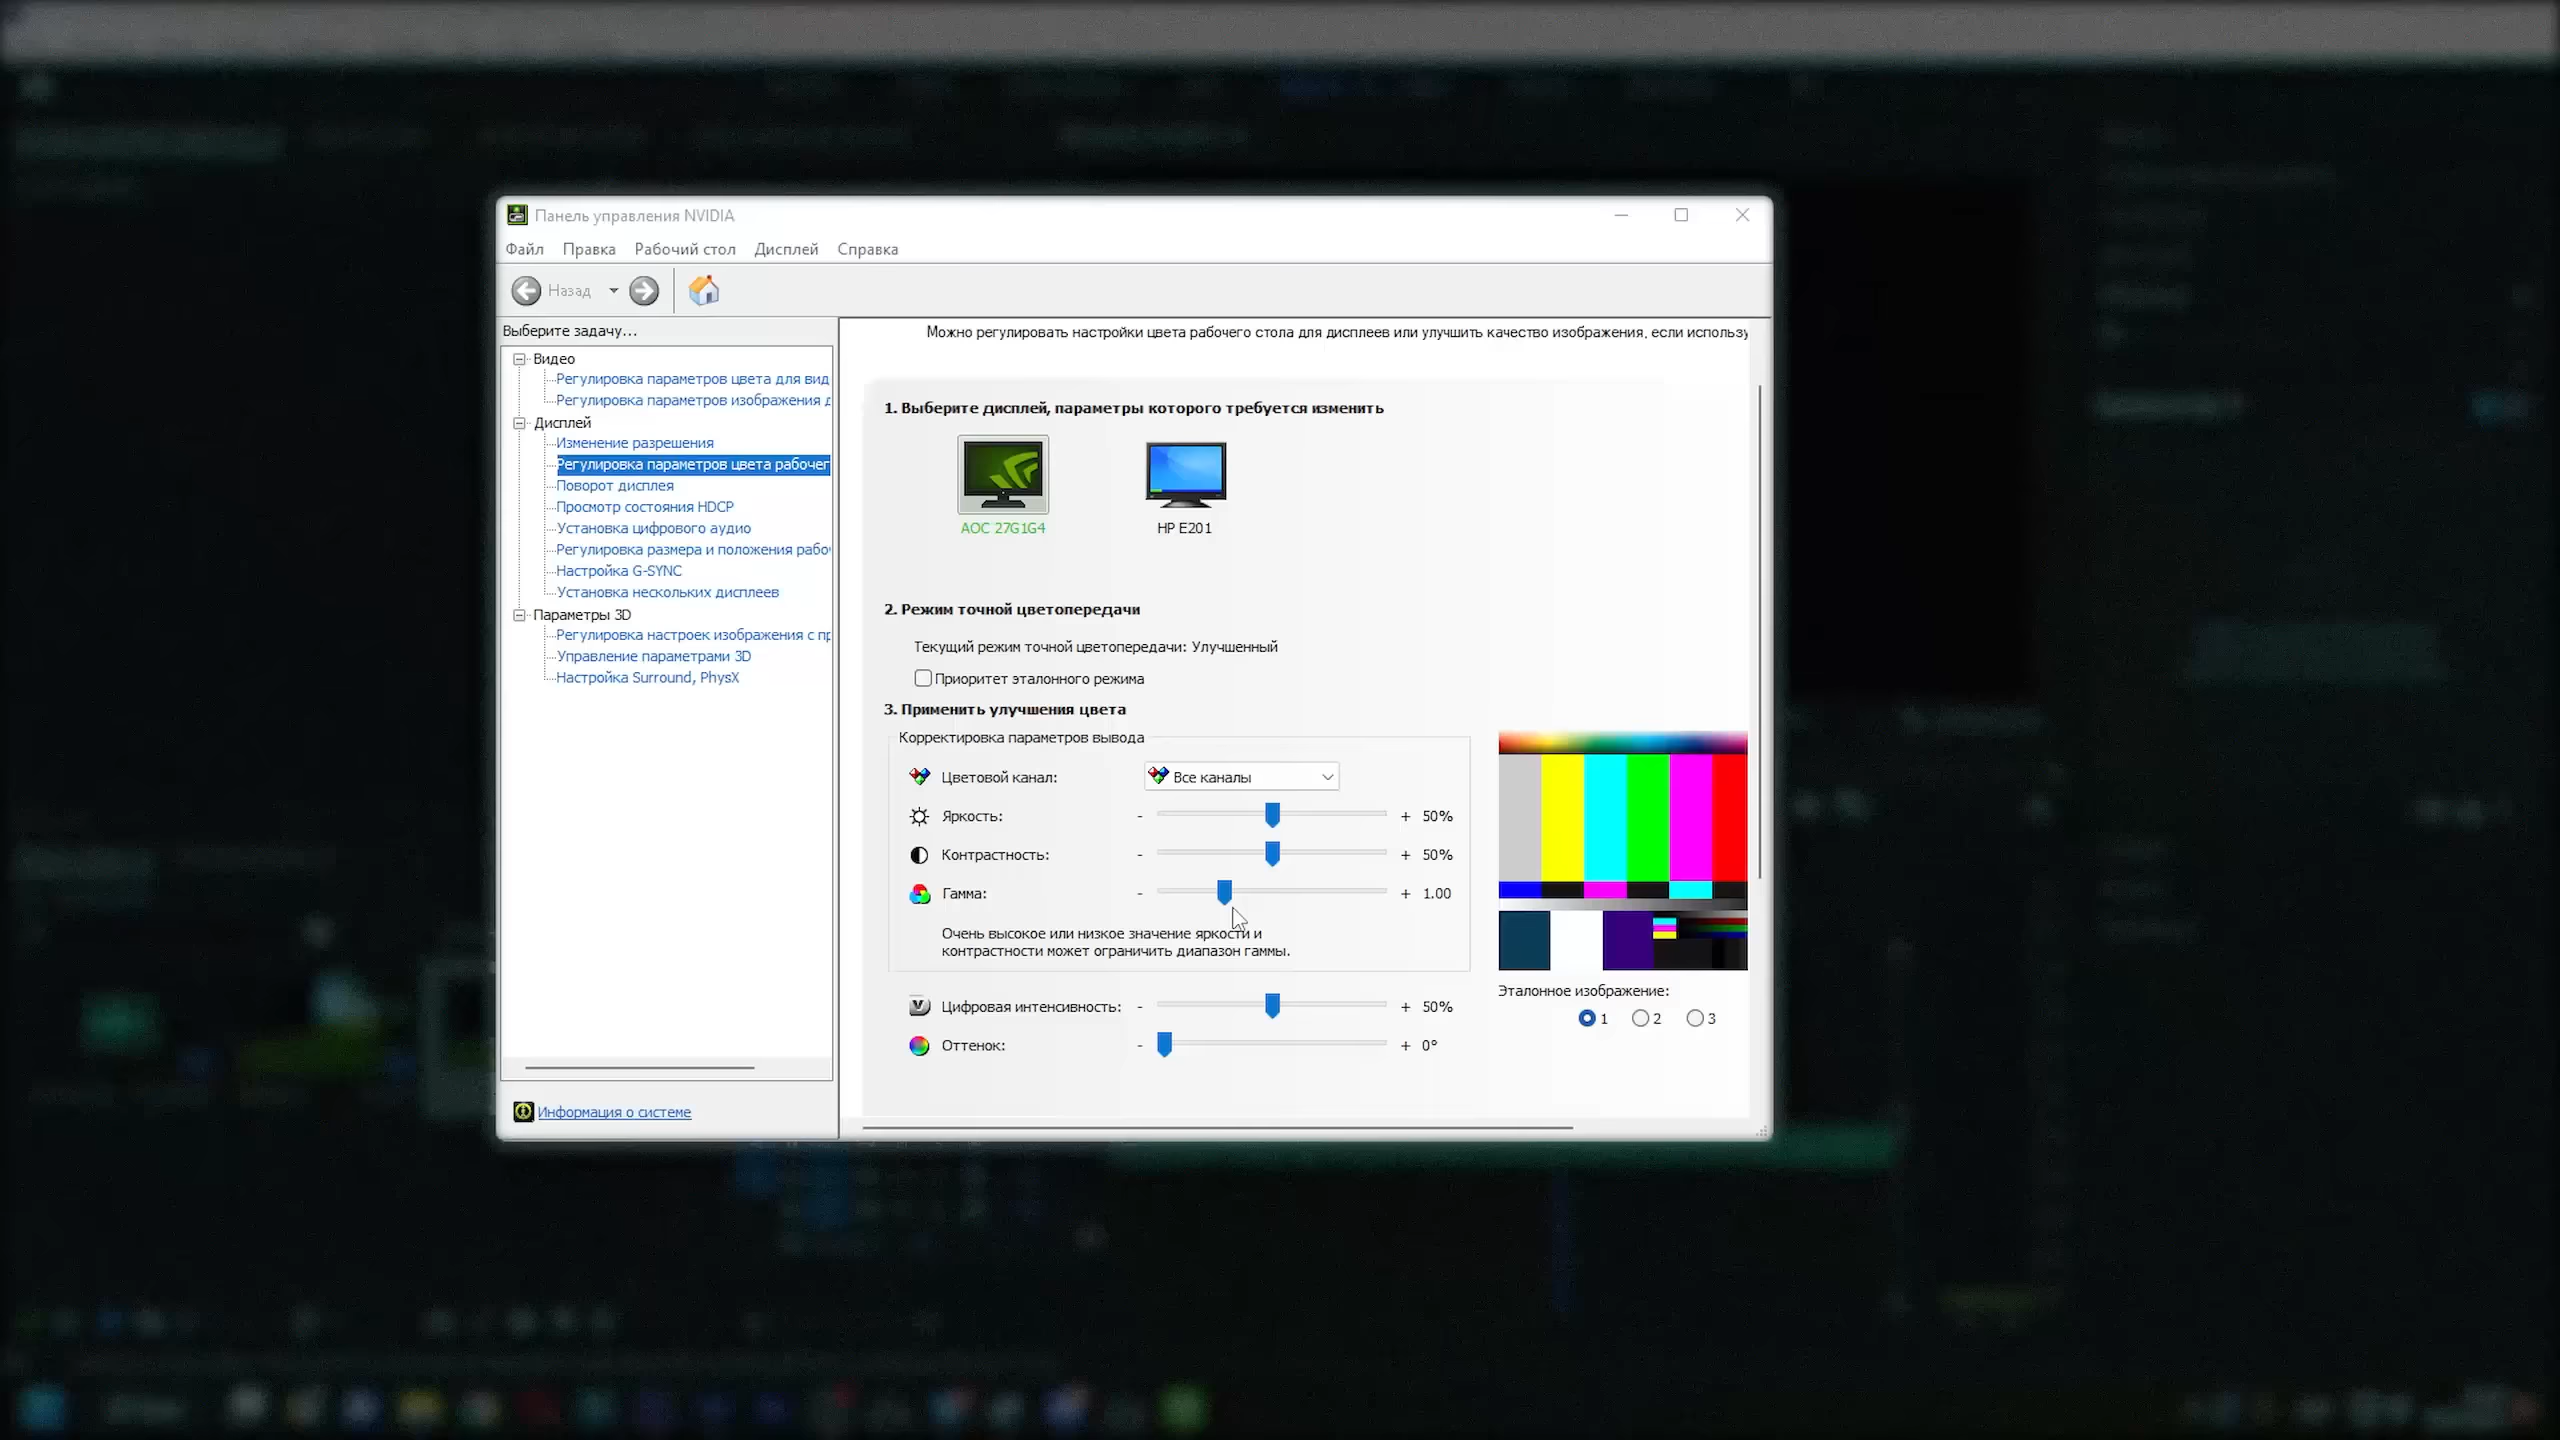 Панель управления NVIDIA
Файл Правка Рабочий стол Дисплей Справка
Назад
Выберите задачу...
Видео
Регулировка параметров цвета для вид
Регулировка параметров изображения д
Дисплей
Изменение разрешения
Регулировка параметров цвета рабочег
Поворот дисплея
Просмотр состояния HDCP
Установка цифрового аудио
Регулировка размера и положения рабо
Настройка G-SYNC
Установка нескольких дисплеев
Параметры 3D
Регулировка настроек изображения с пр
Управление параметрами 3D
Настройка Surround, PhysX
Информация о системе
Можно регулировать настройки цвета рабочего стола для дисплеев или улучшить качество изображения, если использу
1. Выберите дисплей, параметры которого требуется изменить
AOC 27G1G4
HP E201
2. Режим точной цветопередачи
Текущий режим точной цветопередачи: Улучшенный
Приоритет эталонного режима
3. Применить улучшения цвета
Корректировка параметров вывода
Цветовой канал: Все каналы
Яркость: - + 50%
Контрастность: - + 50%
Гамма: - + 1.00
Очень высокое или низкое значение яркости и
контрастности может ограничить диапазон гаммы.
Цифровая интенсивность: - + 50%
Оттенок: - + 0°
Эталонное изображение:
1 2 3